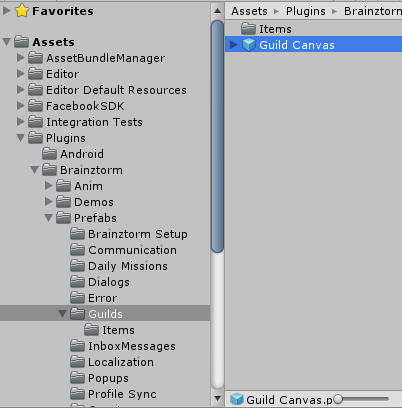 Favorites
Assets
AssetBundleManager
Editor
Editor Default Resources
FacebookSDK
Integration Tests
Plugins
Android
Brainztorm
Anim
Demos
Prefabs
Brainztorm Setup
Communication
Daily Missions
Dialogs
Error
Guilds
Items
InboxMessages
Localization
Popups
Profile Sync
Assets ▸ Plugins ▸ Brainztorm
Items
Guild Canvas
Guild Canvas.p